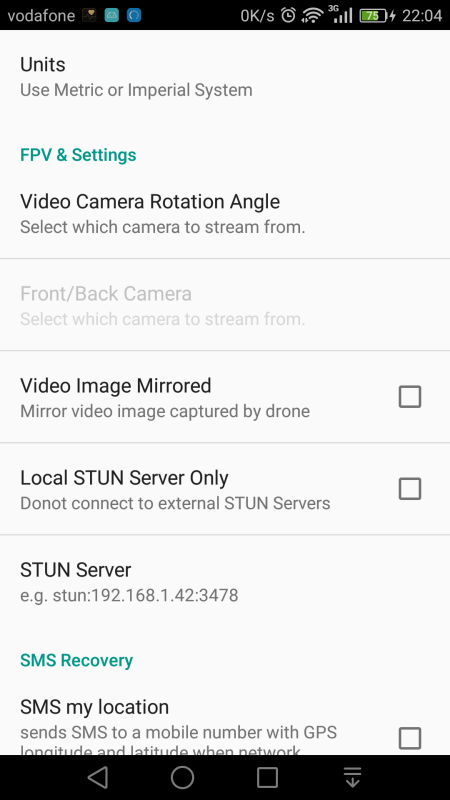 vodafone 0K/s 3G 75 22:04
Units
Use Metric or Imperial System
FPV & Settings
Video Camera Rotation Angle
Select which camera to stream from.
Front/Back Camera
Select which camera to stream from.
Video Image Mirrored
Mirror video image captured by drone
Local STUN Server Only
Donot connect to external STUN Servers
STUN Server
e.g. stun:192.168.1.42:3478
SMS Recovery
SMS my location
sends SMS to a mobile number with GPS
longitude and latitude when network